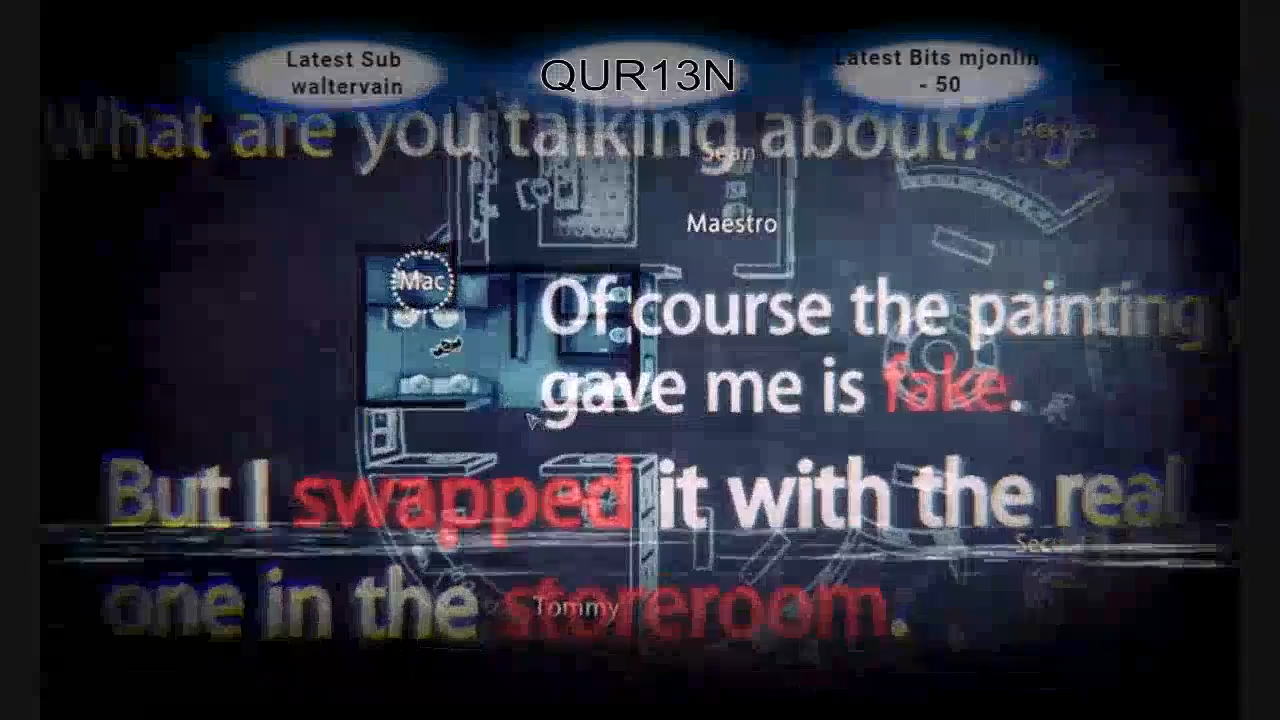 Latest Sub
waltervain
QUR13N
Latest Bits mjonlin
- 50
What are you talking about?
Reeves
Sean
Maestro
Mac
Of course the painting
gave me is fake.
But I swapped it with the real
one in the storeroom.
Tommy